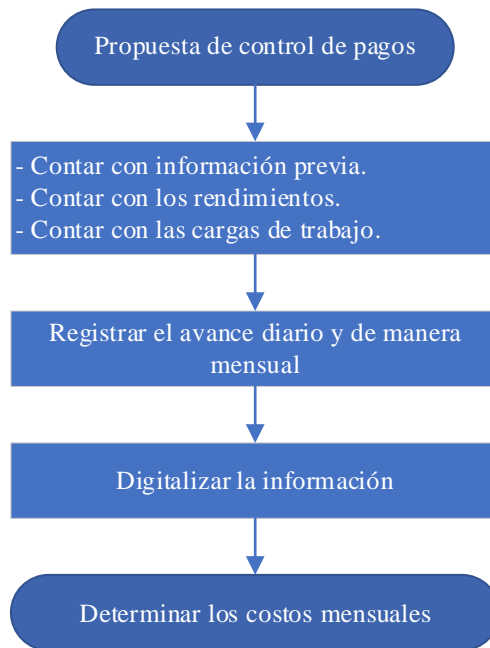 Propuesta de control de pagos
- Contar con información previa.
- Contar con los rendimientos.
- Contar con las cargas de trabajo.
Registrar el avance diario y de manera
mensual
Digitalizar la información
Determinar los costos mensuales